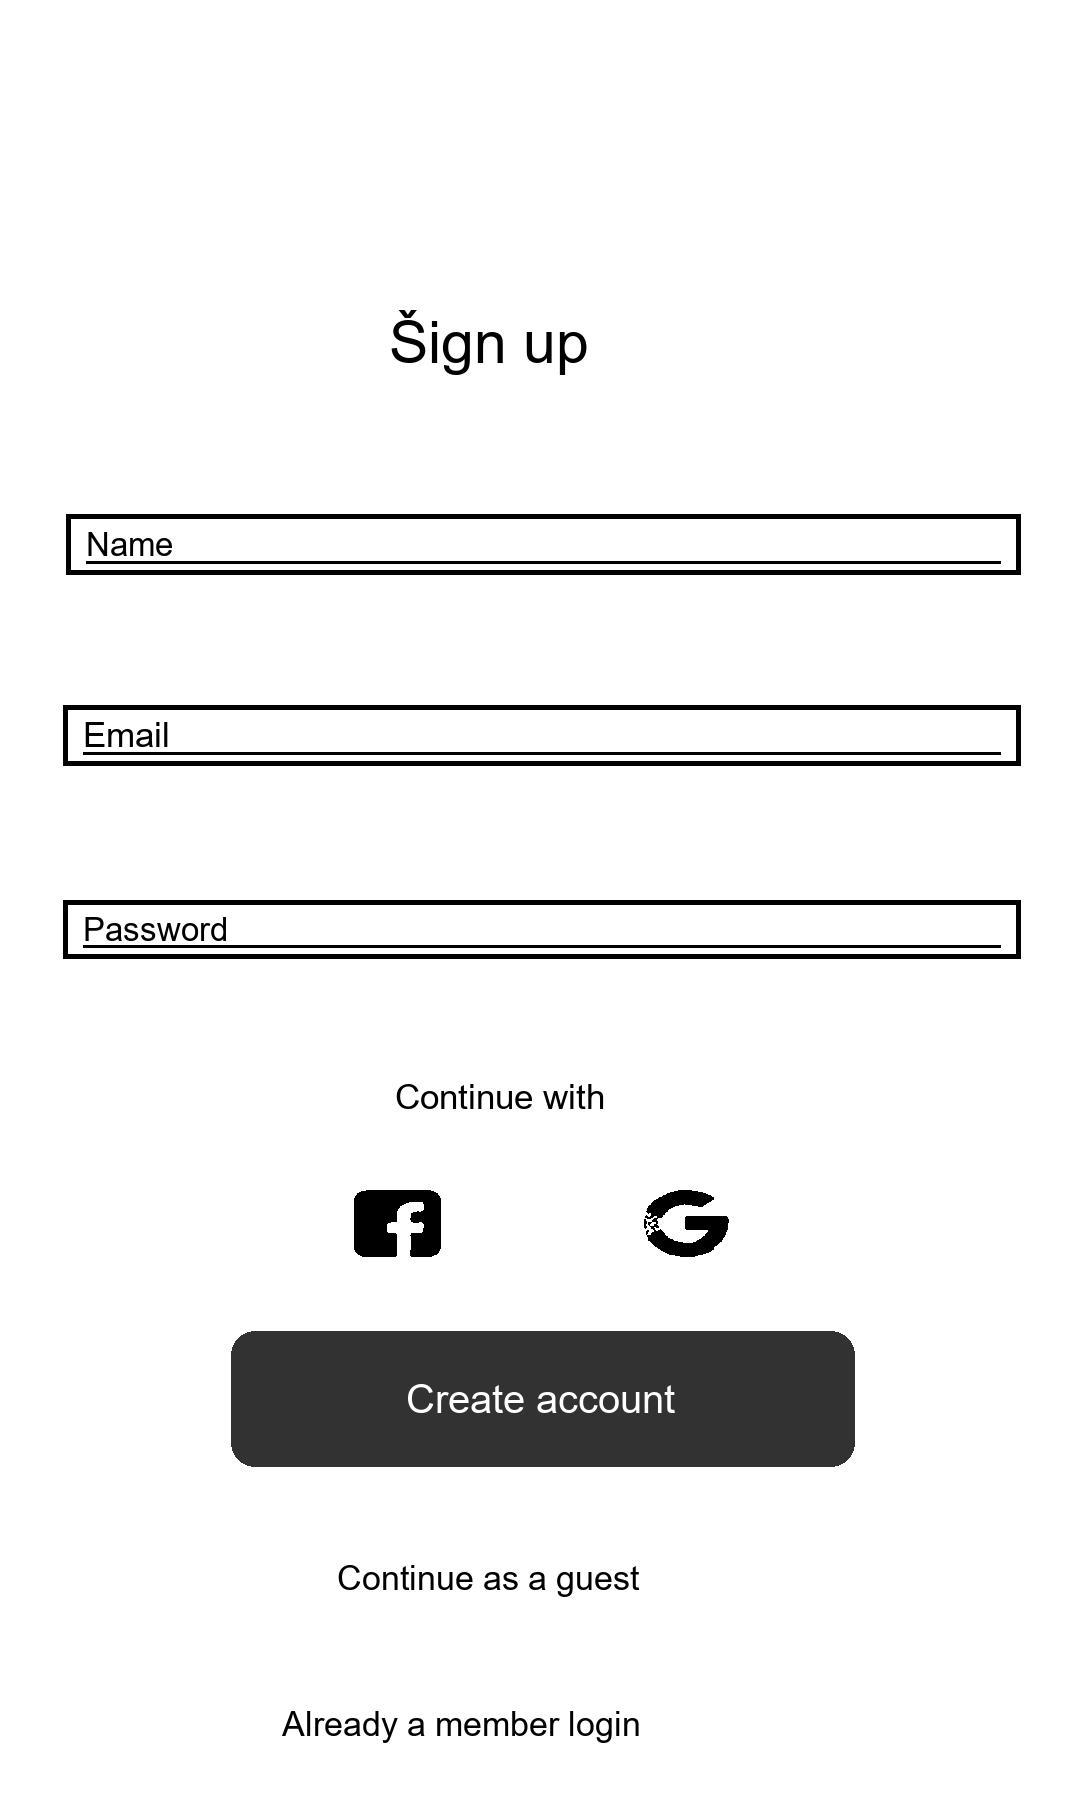 Šign up
Name
Email
Password
Continue with
Create account
Continue as a guest
Already a member login